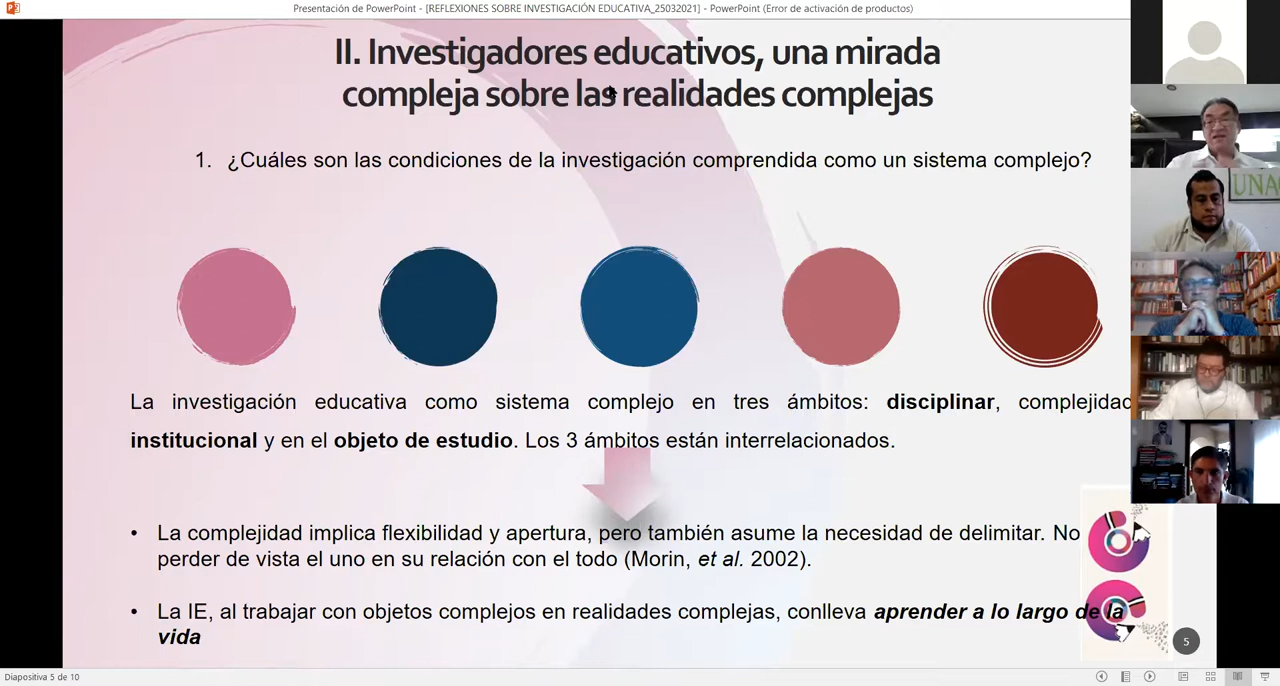 Presentación de PowerPoint - [REFLEXIONES SOBRE INVESTIGACIÓN EDUCATIVA_25032021] - PowerPoint (Error de activación de productos)
II. Investigadores educativos, una mirada
compleja sobre las realidades complejas
1. ¿Cuáles son las condiciones de la investigación comprendida como un sistema complejo?
UNA
La investigación educativa como sistema complejo en tres ámbitos: disciplinar, complejidad
institucional y en el objeto de estudio. Los 3 ámbitos están interrelacionados.
• La complejidad implica flexibilidad y apertura, pero también asume la necesidad de delimitar. No
perder de vista el uno en su relación con el todo (Morin, et al. 2002).
• La IE, al trabajar con objetos complejos en realidades complejas, conlleva aprender a lo largo de la
vida
5
Diapositiva 5 de 10